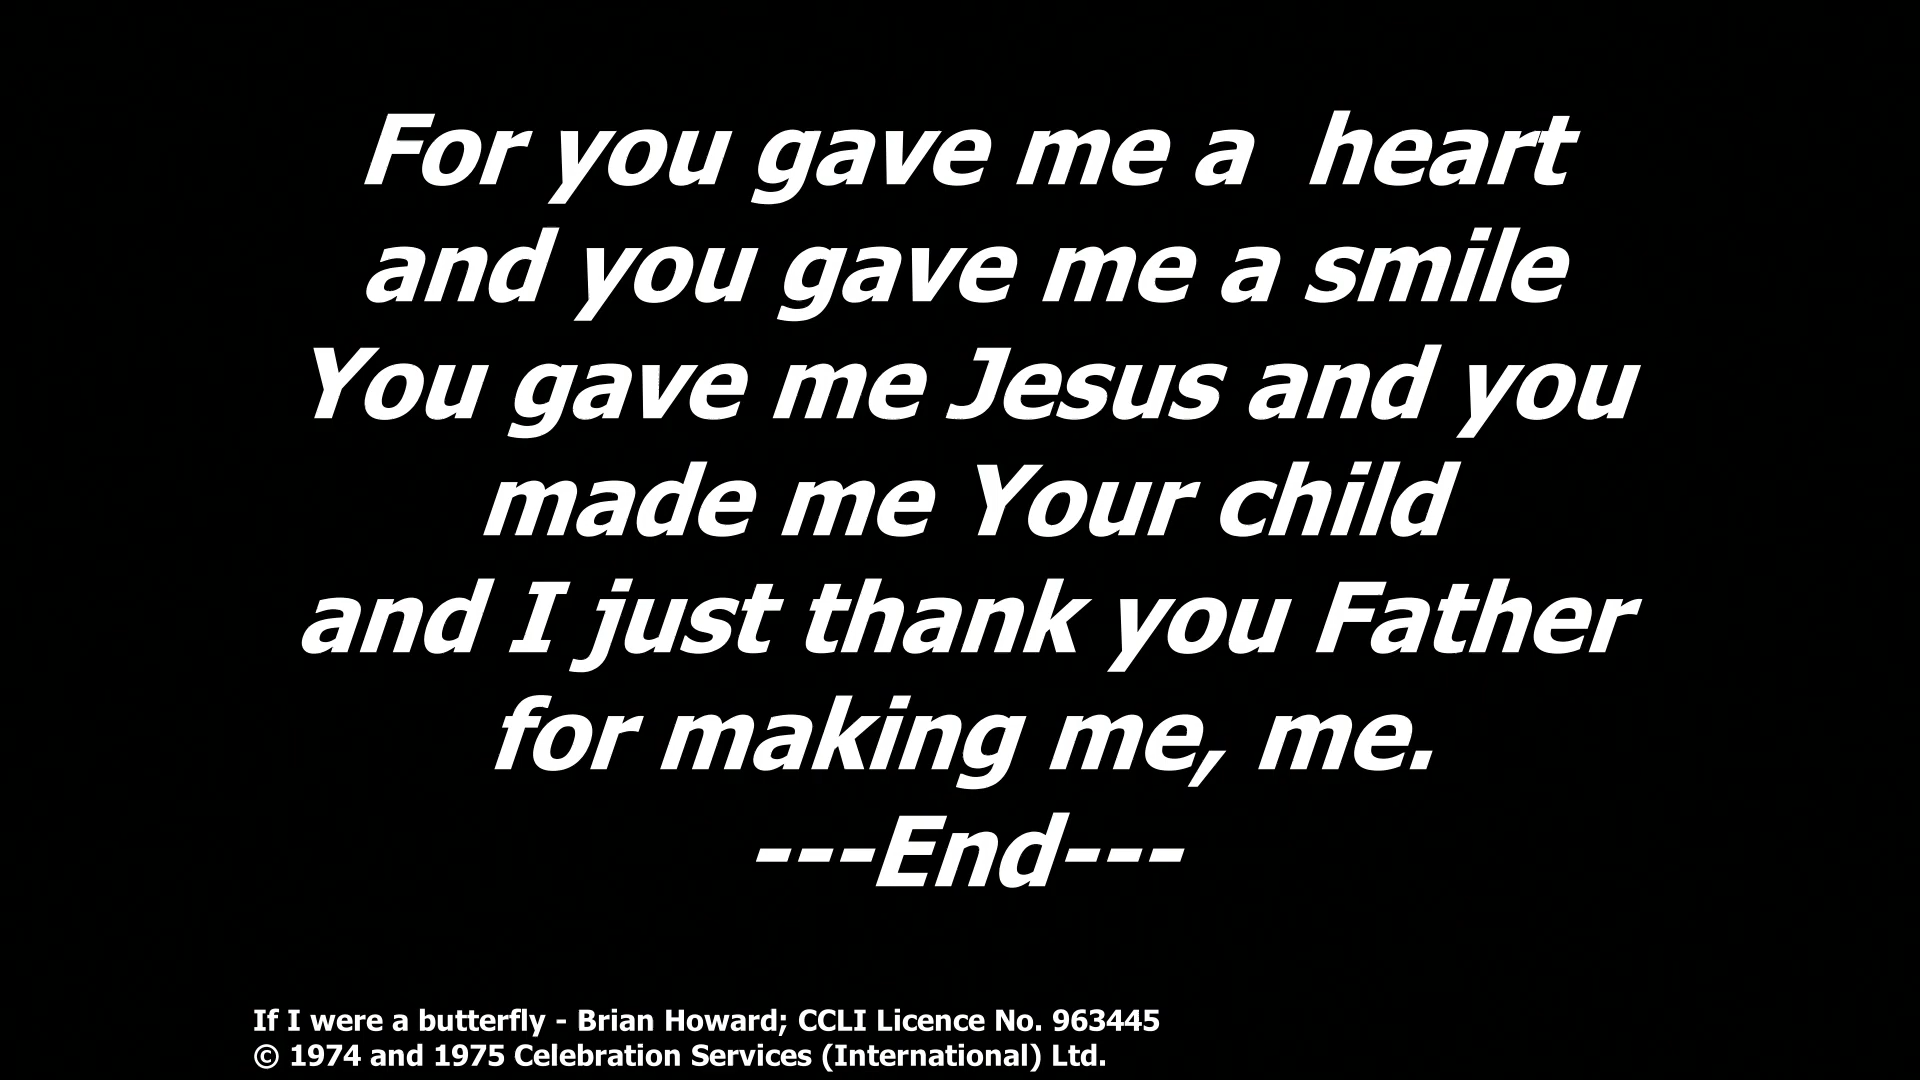 For you gave me a  heart
and you gave me a smile
You gave me Jesus and you
made me Your child
and I just thank you Father
for making me, me.
---End---
If I were a butterfly - Brian Howard; CCLI Licence No. 963445
© 1974 and 1975 Celebration Services (International) Ltd.